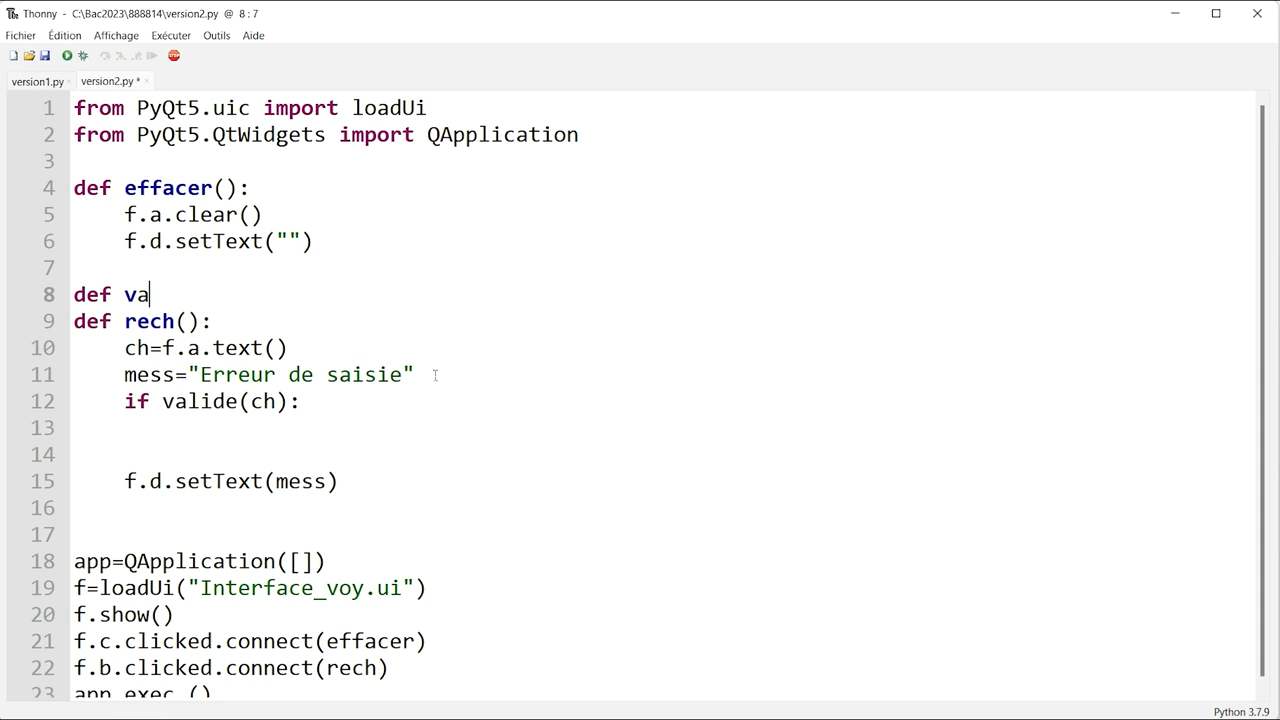 Thonny - C:\Bac2023\888814\version2.py @ 8 : 7
Fichier Édition Affichage Exécuter Outils Aide
STOP
version1.py version2.py *
1 from PyQt5.uic import loadUi
2 from PyQt5.QtWidgets import QApplication
3
4 def effacer():
5     f.a.clear()
6     f.d.setText("")
7
8 def va
9 def rech():
10     ch=f.a.text()
11     mess="Erreur de saisie"
12     if valide(ch):
13
14
15     f.d.setText(mess)
16
17
18 app=QApplication([])
19 f=loadUi("Interface_voy.ui")
20 f.show()
21 f.c.clicked.connect(effacer)
22 f.b.clicked.connect(rech)
23 app.exec_()
Python 3.7.9